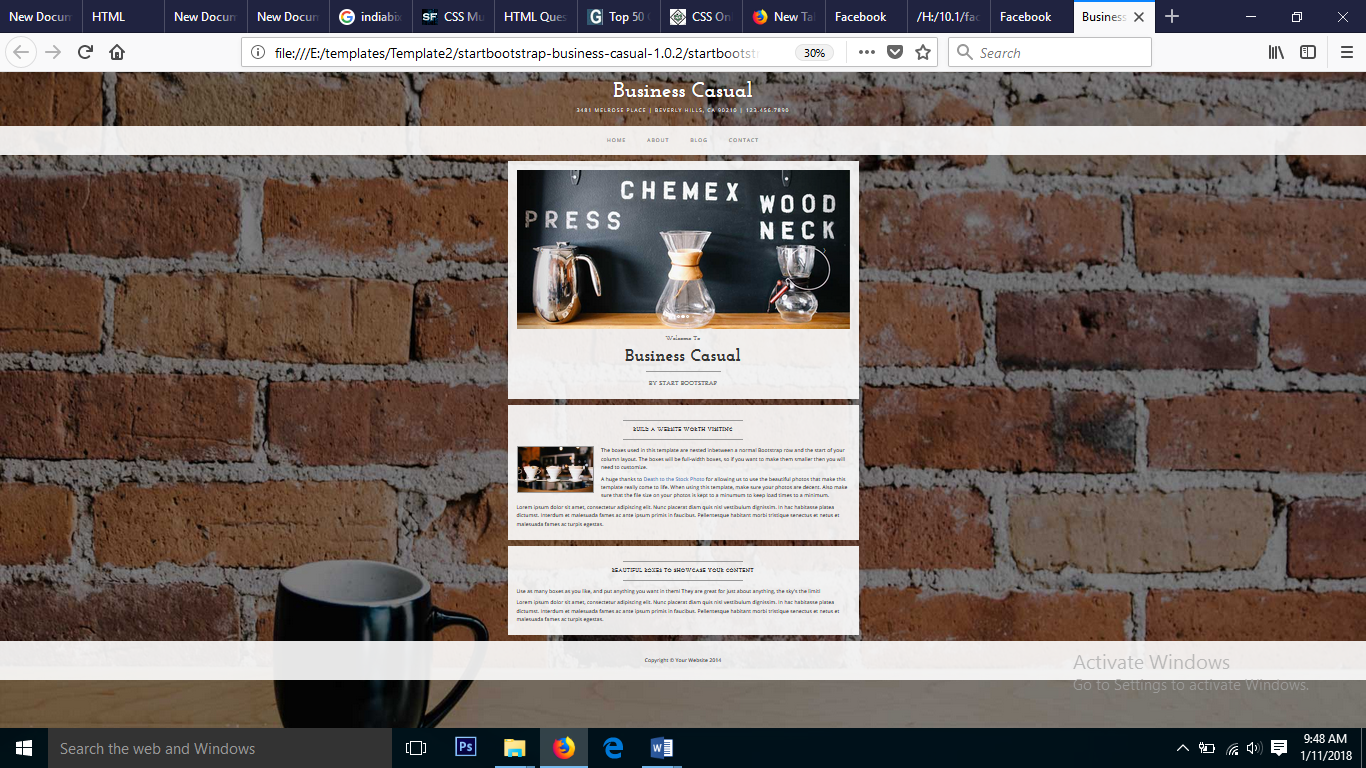 New Docum HTML New Docum New Docum indiabix CSS Mu HTML Ques Top 50 CSS Onl New Tab Facebook /H:/10.1/fac Facebook Business
file:///E:/templates/Template2/startbootstrap-business-casual-1.0.2/startbootst 30% Search
Business Casual
3481 MELROSE PLACE | BEVERLY HILLS, CA 90210 | 123.456.7890
HOME ABOUT BLOG CONTACT
CHEMEX
PRESS
WOOD
NECK
Welcome To
Business Casual
BY START BOOTSTRAP
BUILD A WEBSITE WORTH VISITING
The boxes used in this template are nested inbetween a normal Bootstrap row and the start of your
column layout. The boxes will be full-width boxes, so if you want to make them smaller then you will
need to customize.
A huge thanks to Death to the Stock Photo for allowing us to use the beautiful photos that make this
template really come to life. When using this template, make sure your photos are decent. Also make
sure that the file size on your photos is kept to a minumum to keep load times to a minimum.
Lorem ipsum dolor sit amet, consectetur adipiscing elit. Nunc placerat diam quis nisl vestibulum dignissim. In hac habitasse platea
dictumst. Interdum et malesuada fames ac ante ipsum primis in faucibus. Pellentesque habitant morbi tristique senectus et netus et
malesuada fames ac turpis egestas.
BEAUTIFUL BOXES TO SHOWCASE YOUR CONTENT
Use as many boxes as you like, and put anything you want in them! They are great for just about anything, the sky's the limit!
Lorem ipsum dolor sit amet, consectetur adipiscing elit. Nunc placerat diam quis nisl vestibulum dignissim. In hac habitasse platea
dictumst. Interdum et malesuada fames ac ante ipsum primis in faucibus. Pellentesque habitant morbi tristique senectus et netus et
malesuada fames ac turpis egestas.
Copyright © Your Website 2014
Activate Windows
Go to Settings to activate Windows.
Search the web and Windows
Ps
9:48 AM
1/11/2018